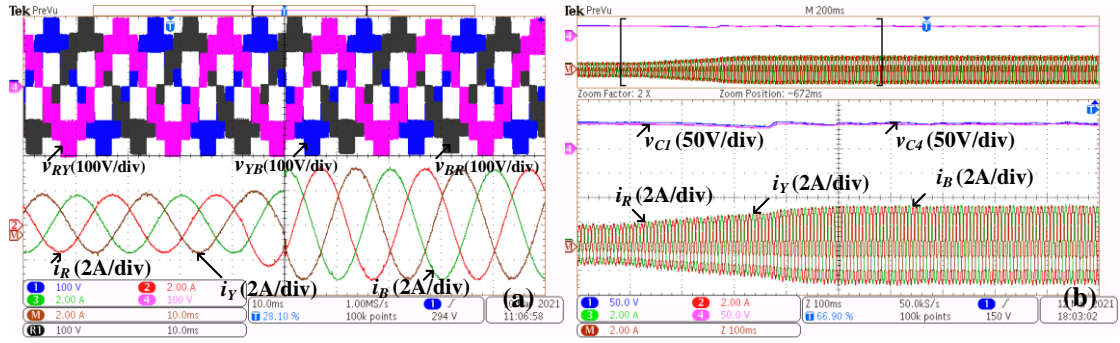 Tek PreVu
v_RY (100V/div) v_YB (100V/div) v_BR (100V/div)
i_R (2A/div) i_Y (2A/div) i_B (2A/div)
(a)
1 100 V 2 2.00 A
3 2.00 A 4 100 V
M 2.00 A 10.0ms
R1 100 V 10.0ms
10.0ms 1.00MS/s 1
T 28.10 % 100k points 294 V
2021
11:06:58
Tek PreVu M 200ms
Zoom Factor: 2 X Zoom Position: -672ms
v_C1 (50V/div) v_C4 (50V/div)
i_R (2A/div) i_Y (2A/div) i_B (2A/div)
(b)
1 50.0 V 2 2.00 A
3 2.00 A 4 50.0 V
M 2.00 A Z 100ms
Z 100ms 50.0kS/s 1
T 66.90 % 100k points 150 V
2021
18:03:02